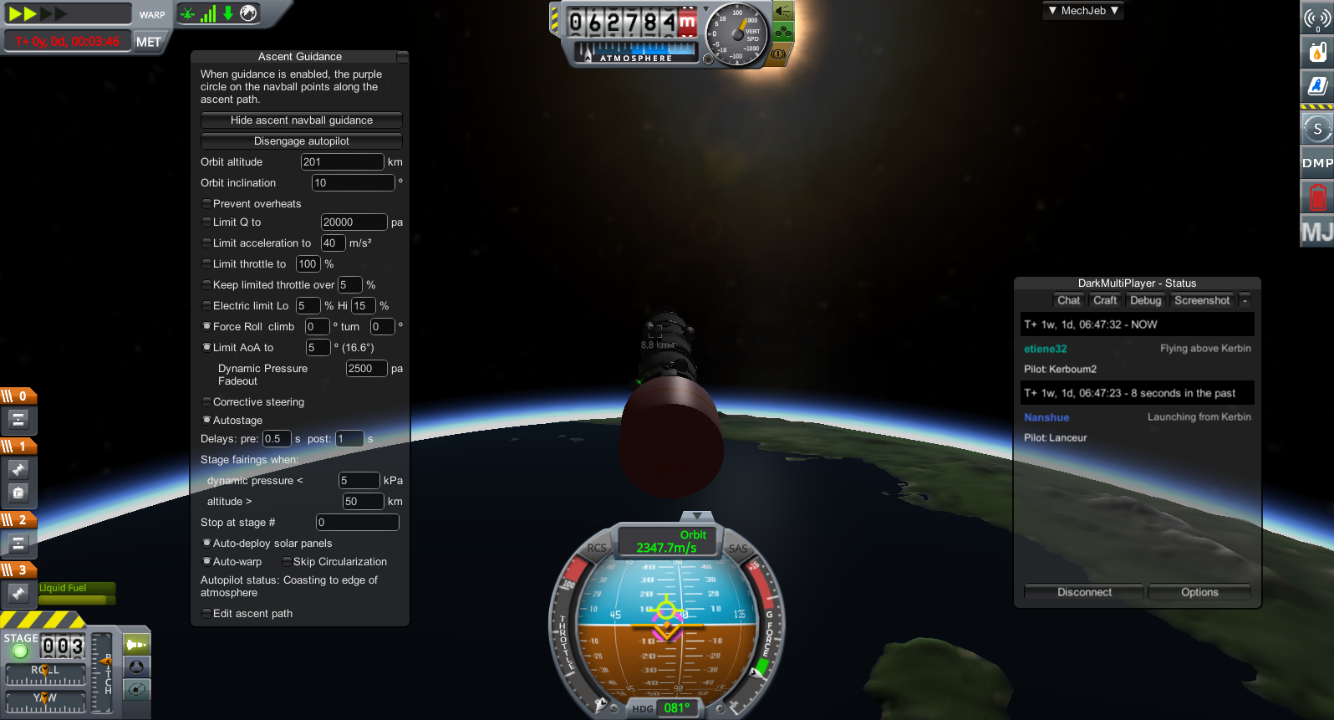 WARP
T+ 0y, 0d, 00:03:46
MET
062784m
ATMOSPHERE
VERT SPD
▼ MechJeb ▼
0
S
DMP
MJ
Ascent Guidance
When guidance is enabled, the purple
circle on the navball points along the
ascent path.
Hide ascent navball guidance
Disengage autopilot
Orbit altitude 201 km
Orbit inclination 10 º
Prevent overheats
Limit Q to 20000 pa
Limit acceleration to 40 m/s²
Limit throttle to 100 %
Keep limited throttle over 5 %
Electric limit Lo 5 % Hi 15 %
Force Roll climb 0 º turn 0 º
Limit AoA to 5 º (16.6°)
Dynamic Pressure 2500 pa
Fadeout
Corrective steering
Autostage
Delays: pre: 0.5 s post: 1 s
Stage fairings when:
dynamic pressure < 5 kPa
altitude > 50 km
Stop at stage # 0
Auto-deploy solar panels
Auto-warp Skip Circularization
Autopilot status: Coasting to edge of
atmosphere
Edit ascent path
8.8 km
DarkMultiPlayer - Status
Chat Craft Debug Screenshot -
T+ 1w, 1d, 06:47:32 - NOW
etiene32 Flying above Kerbin
Pilot: Kerboum2
T+ 1w, 1d, 06:47:23 - 8 seconds in the past
Nanshue Launching from Kerbin
Pilot: Lanceur
Disconnect Options
0
1
2
3
Liquid Fuel
STAGE 003
ROLL
YAW
PITCH
Orbit
RCS 2347.7m/s SAS
THROTTLE
G FORCE
HDG 081°